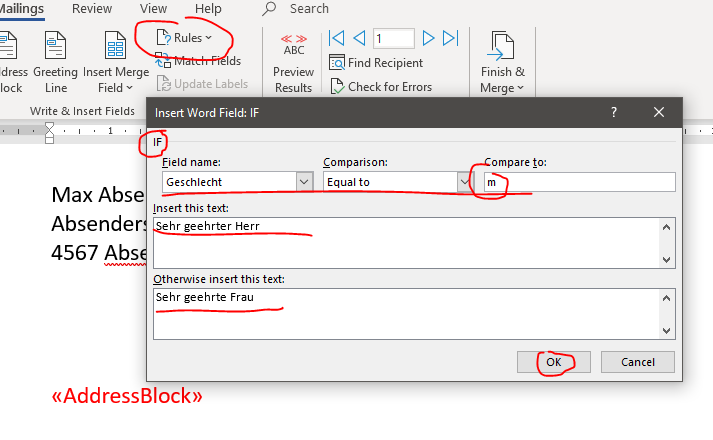 Mailings Review View Help Search
Rules
Match Fields
Update Labels
1
Find Recipient
Check for Errors
ABC
Preview
Results
Finish &
Merge
Greeting
Line
Insert Merge
Field
dress
lock
Write & Insert Fields
Insert Word Field: IF ? ×
IF
Field name: Comparison: Compare to:
Geschlecht Equal to m
Insert this text:
Sehr geehrter Herr
Otherwise insert this text:
Sehr geehrte Frau
OK Cancel
1
Max Abse
Absenders
4567 Abse
«AddressBlock»